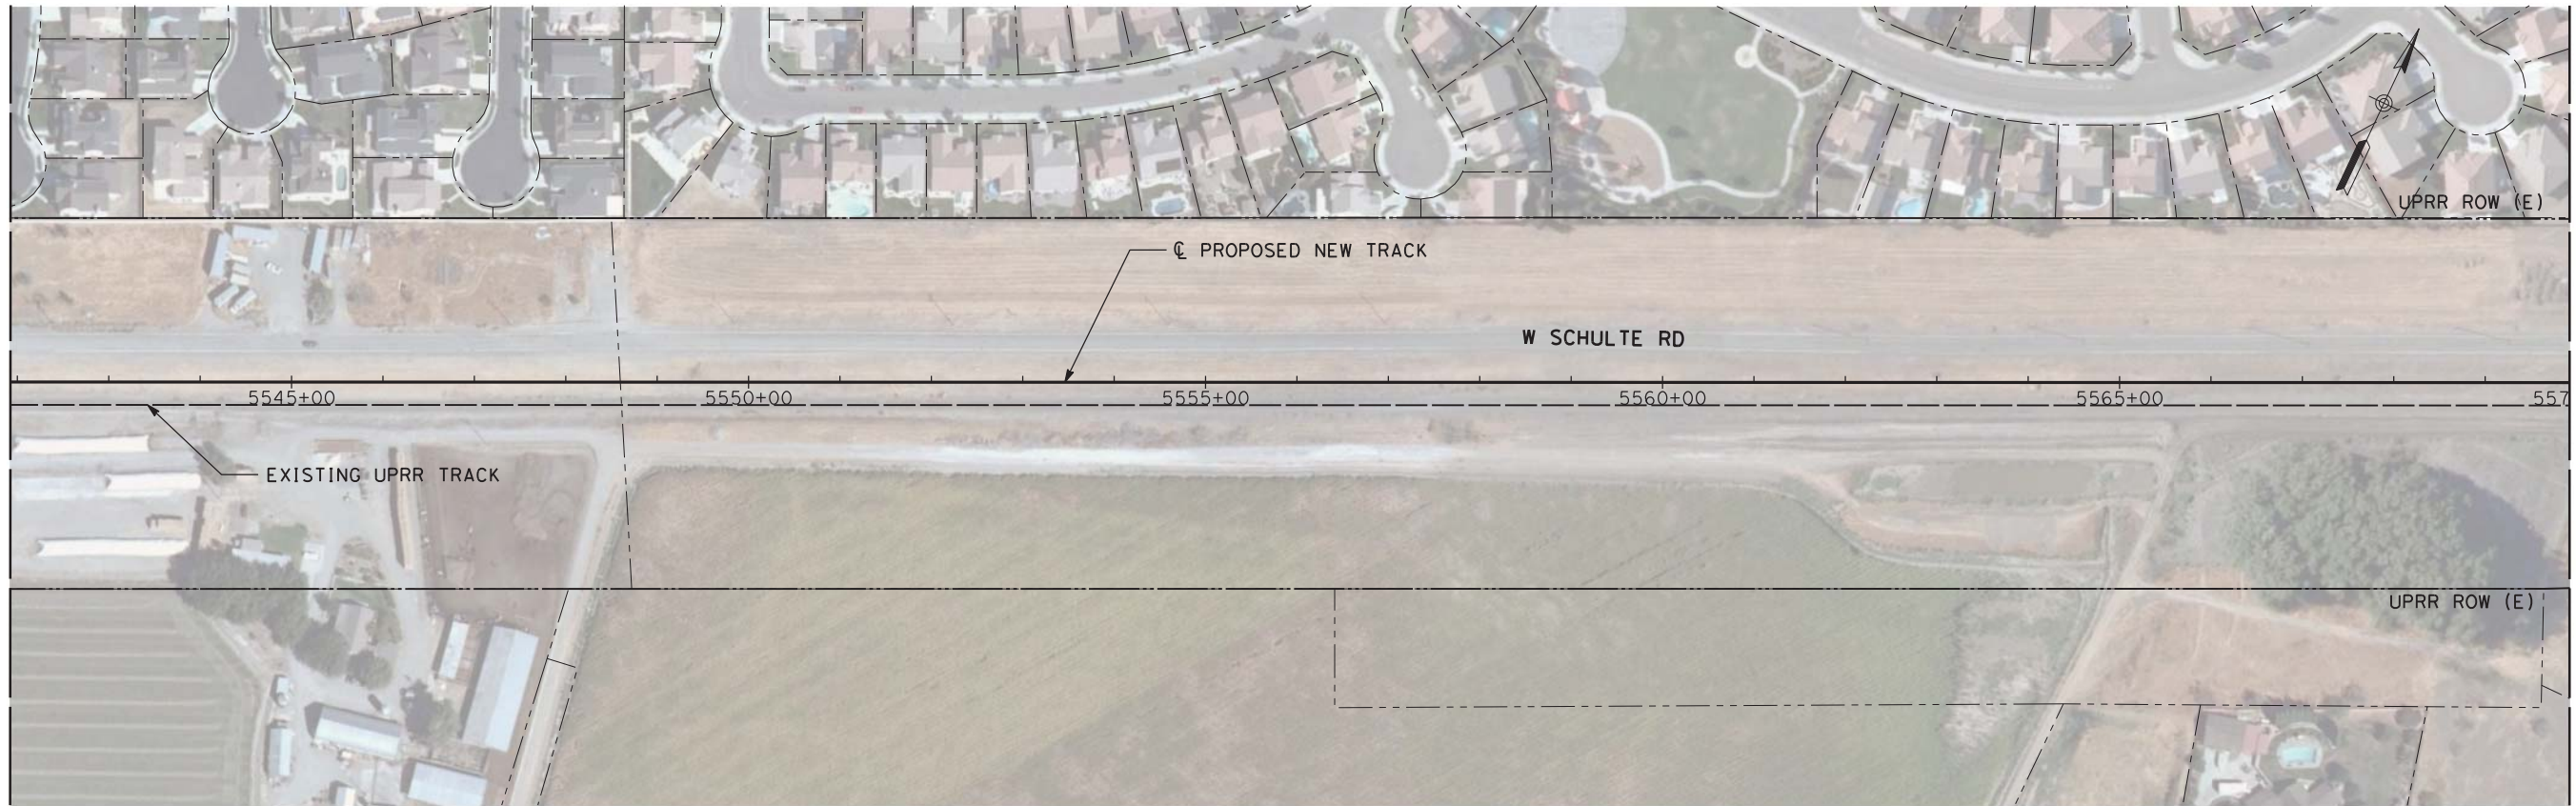 UPRR ROW (E)
℄ PROPOSED NEW TRACK
W SCHULTE RD
5545+00 5550+00 5555+00 5560+00 5565+00 557
EXISTING UPRR TRACK
UPRR ROW (E)